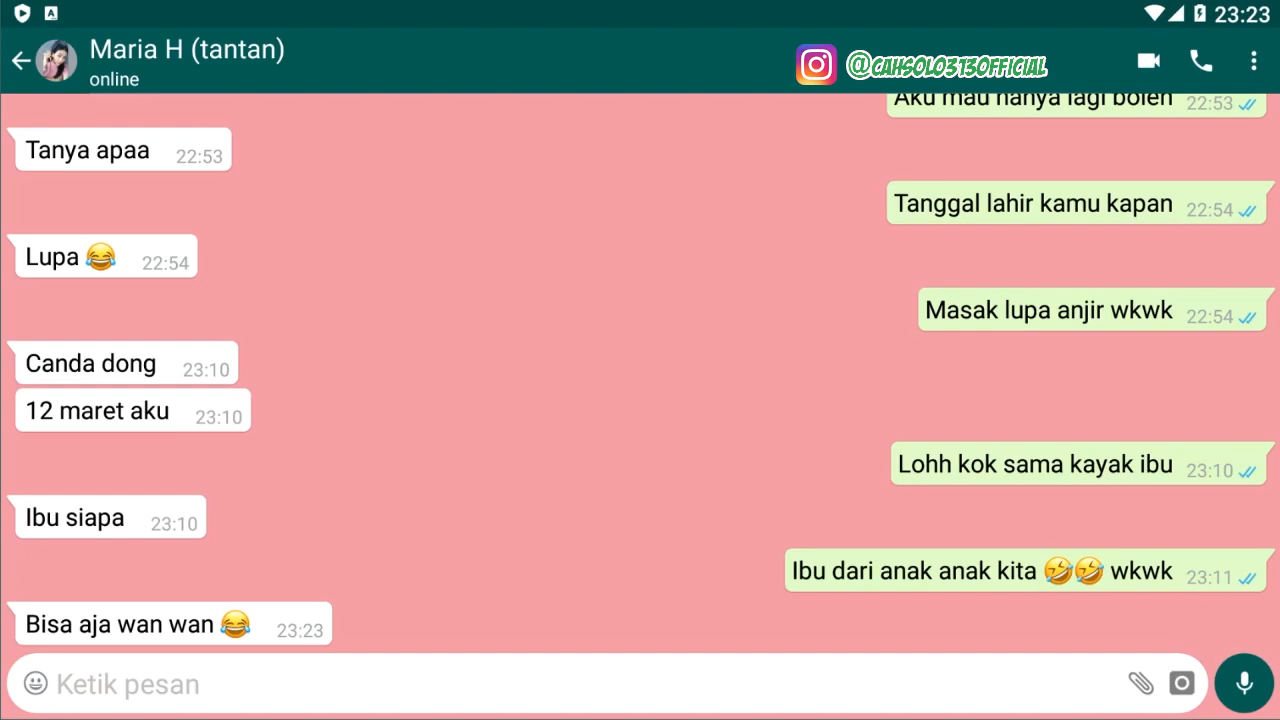 23:23
Maria H (tantan)
online
@CAHSOLO313OFFICIAL
Aku mau nanya lagi boleh 22:53
Tanya apaa 22:53
Tanggal lahir kamu kapan 22:54
Lupa 😂 22:54
Masak lupa anjir wkwk 22:54
Canda dong 23:10
12 maret aku 23:10
Lohh kok sama kayak ibu 23:10
Ibu siapa 23:10
Ibu dari anak anak kita 🤣🤣 wkwk 23:11
Bisa aja wan wan 😂 23:23
Ketik pesan